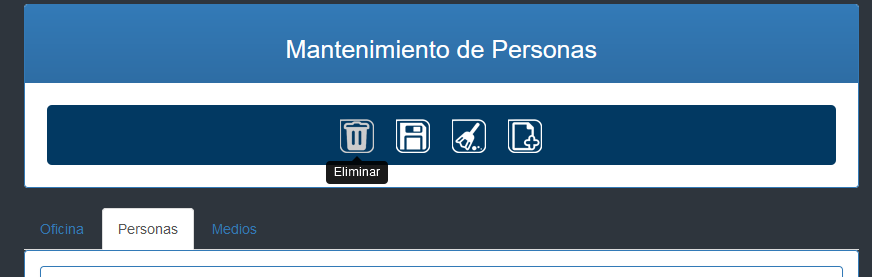 Mantenimiento de Personas
Eliminar
Oficina Personas Medios